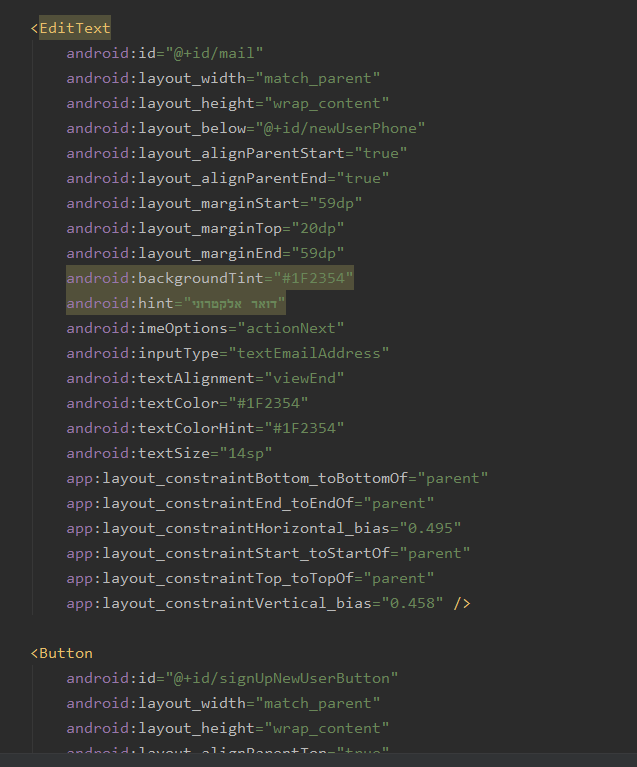 <EditText
android:id="@+id/mail"
android:layout_width="match_parent"
android:layout_height="wrap_content"
android:layout_below="@+id/newUserPhone"
android:layout_alignParentStart="true"
android:layout_alignParentEnd="true"
android:layout_marginStart="59dp"
android:layout_marginTop="20dp"
android:layout_marginEnd="59dp"
android:backgroundTint="#1F2354"
android:hint="דואר אלקטרוני"
android:imeOptions="actionNext"
android:inputType="textEmailAddress"
android:textAlignment="viewEnd"
android:textColor="#1F2354"
android:textColorHint="#1F2354"
android:textSize="14sp"
app:layout_constraintBottom_toBottomOf="parent"
app:layout_constraintEnd_toEndOf="parent"
app:layout_constraintHorizontal_bias="0.495"
app:layout_constraintStart_toStartOf="parent"
app:layout_constraintTop_toTopOf="parent"
app:layout_constraintVertical_bias="0.458" />
<Button
android:id="@+id/signUpNewUserButton"
android:layout_width="match_parent"
android:layout_height="wrap_content"
android:layout_alignParentTop="true"